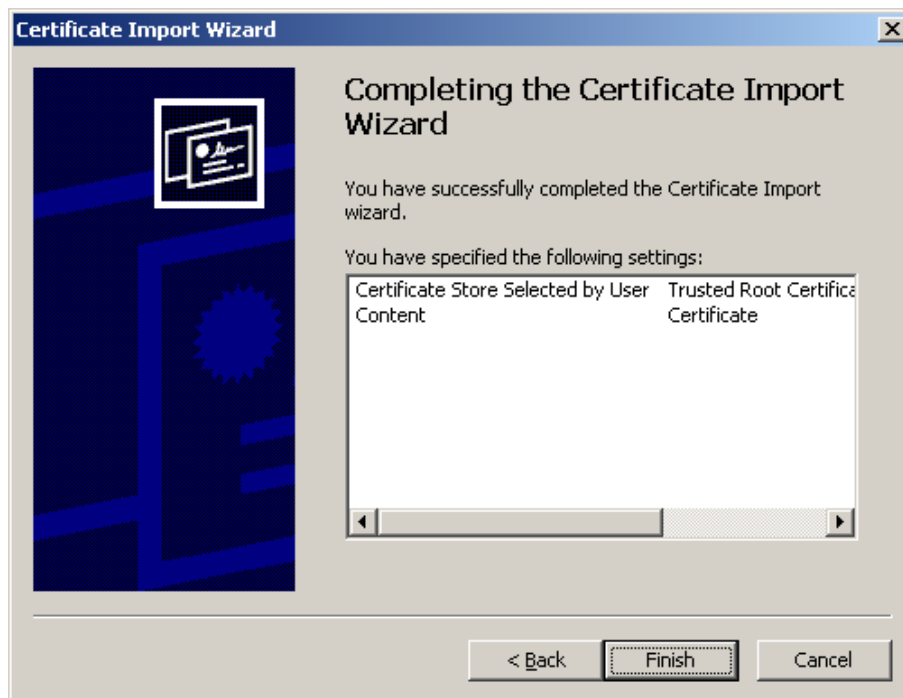 Certificate Import Wizard
Completing the Certificate Import
Wizard
You have successfully completed the Certificate Import
wizard.
You have specified the following settings:
Certificate Store Selected by User Trusted Root Certifica
Content Certificate
< Back Finish Cancel